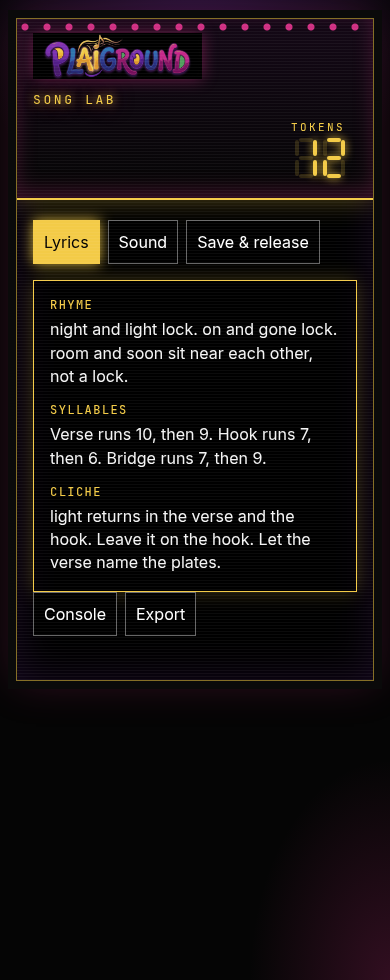 PLAIGROUND
SONG LAB
TOKENS
12
Lyrics Sound Save & release
RHYME
night and light lock. on and gone lock.
room and soon sit near each other,
not a lock.
SYLLABLES
Verse runs 10, then 9. Hook runs 7,
then 6. Bridge runs 7, then 9.
CLICHE
light returns in the verse and the
hook. Leave it on the hook. Let the
verse name the plates.
Console Export